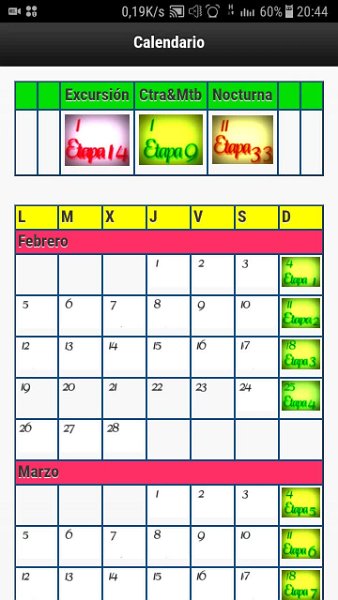 0,19K/s 60% 20:44
Calendario
Excursión Ctra&Mtb Nocturna
1 Etapa 14 1 Etapa 9 11 Etapa 33
L M X J V S D
Febrero
1 2 3 4 Etapa 1
5 6 7 8 9 10 11 Etapa 2
12 13 14 15 16 17 18 Etapa 3
19 20 21 22 23 24 25 Etapa 4
26 27 28
Marzo
1 2 3 4 Etapa 5
5 6 7 8 9 10 11 Etapa 6
12 13 14 15 16 17 18 Etapa 7